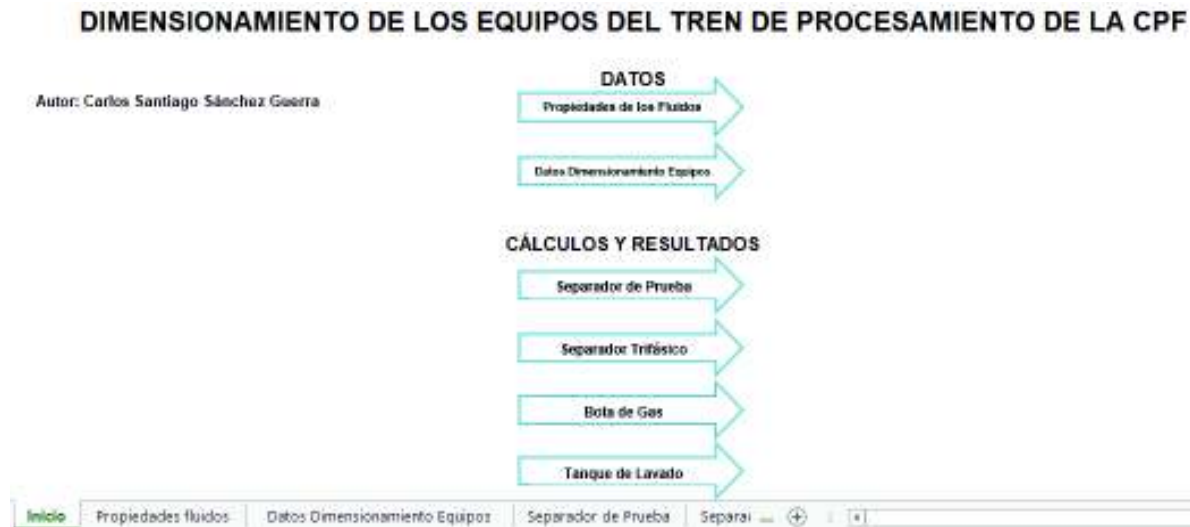 DIMENSIONAMIENTO DE LOS EQUIPOS DEL TREN DE PROCESAMIENTO DE LA CPF
Autor: Carlos Santiago Sánchez Guerra
DATOS
Propiedades de los Fluidos
Datos Dimensionamiento Equipos
CÁLCULOS Y RESULTADOS
Separador de Prueba
Separador Trifásico
Bota de Gas
Tanque de Lavado
Inicio
Propiedades fluidos
Datos Dimensionamiento Equipos
Separador de Prueba
Separai ...